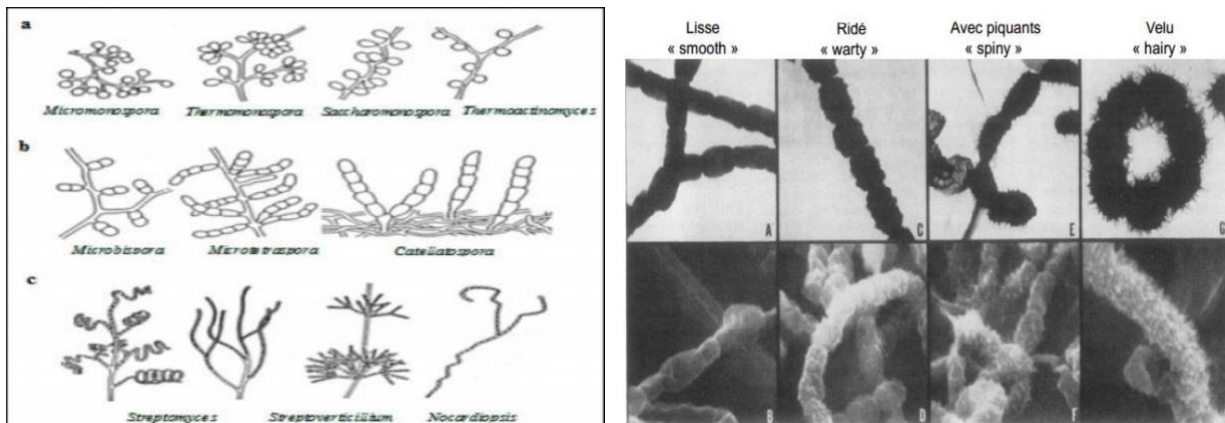 a
Micromonospora Thermomonospora Saccharomonospora Thermoactinomyces
b
Microbispora Microtetraspora Catellatospora
c
Streptomyces Streptoverticillium Nocardiopsis
Lisse Ridé Avec piquants Velu
« smooth » « warty » « spiny » « hairy »
A C E G
B D F